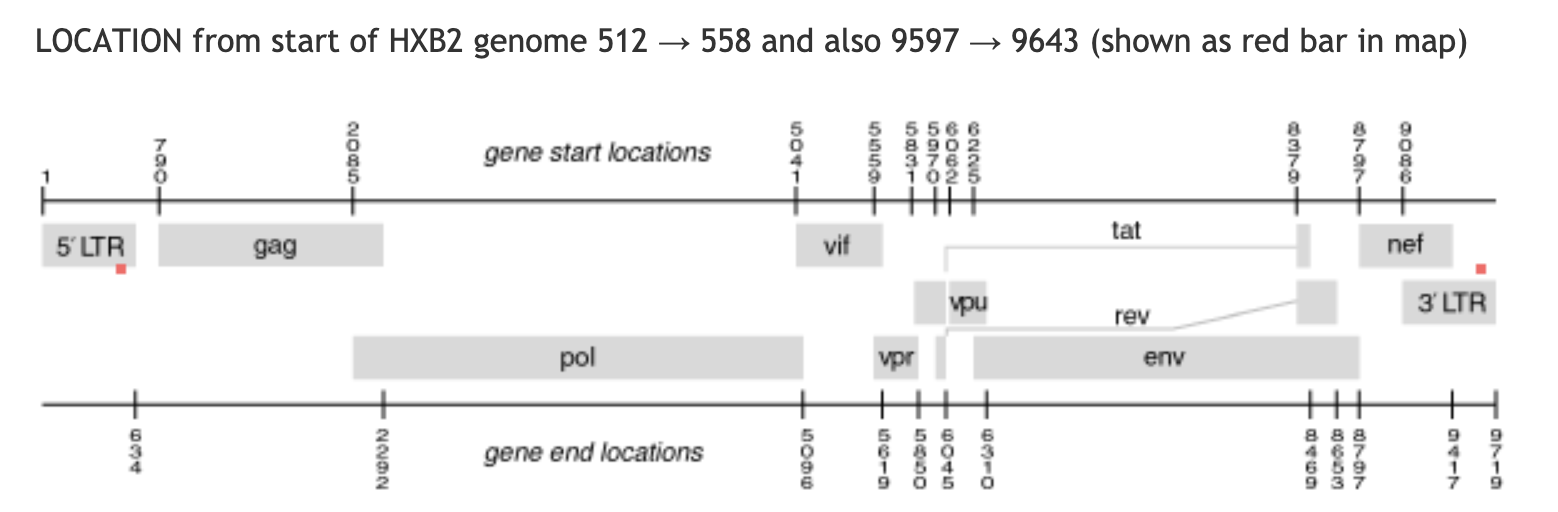 LOCATION from start of HXB2 genome 512 → 558 and also 9597 → 9643 (shown as red bar in map)
1 790 2085 gene start locations 5041 5559 5831 5970 6062 6225 8379 8797 9086
5′ LTR gag vif tat nef
vpu rev 3′ LTR
pol vpr env
634 2292 gene end locations 5096 5619 5850 6045 6310 8469 8653 8797 9417 9719